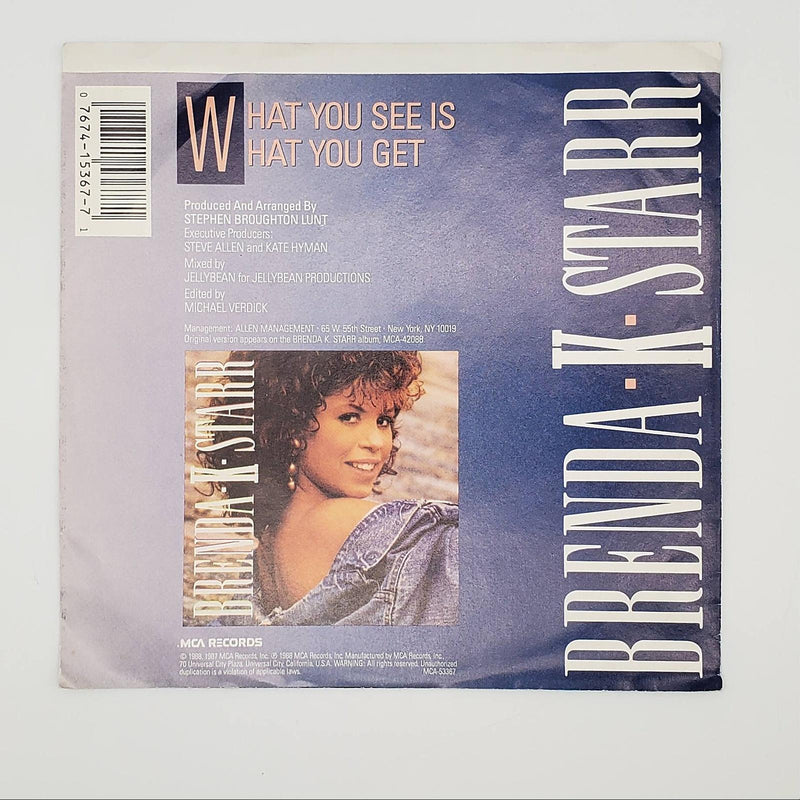 0 7674-15367-7 1
WHAT YOU SEE IS
WHAT YOU GET
Produced And Arranged By
STEPHEN BROUGHTON LUNT
Executive Producers:
STEVE ALLEN and KATE HYMAN
Mixed by
JELLYBEAN for JELLYBEAN PRODUCTIONS
Edited by
MICHAEL VERDICK
Management: ALLEN MANAGEMENT · 65 W. 55th Street · New York, NY 10019
Original version appears on the BRENDA K. STARR album, MCA-42088
BRENDA · K · STARR
BRENDA K · STARR
MCA RECORDS
© 1988, 1987 MCA Records, Inc. ℗ 1988 MCA Records, Inc. Manufactured by MCA Records, Inc.,
70 Universal City Plaza, Universal City, California, U.S.A. WARNING: All rights reserved. Unauthorized
duplication is a violation of applicable laws.
MCA-53367